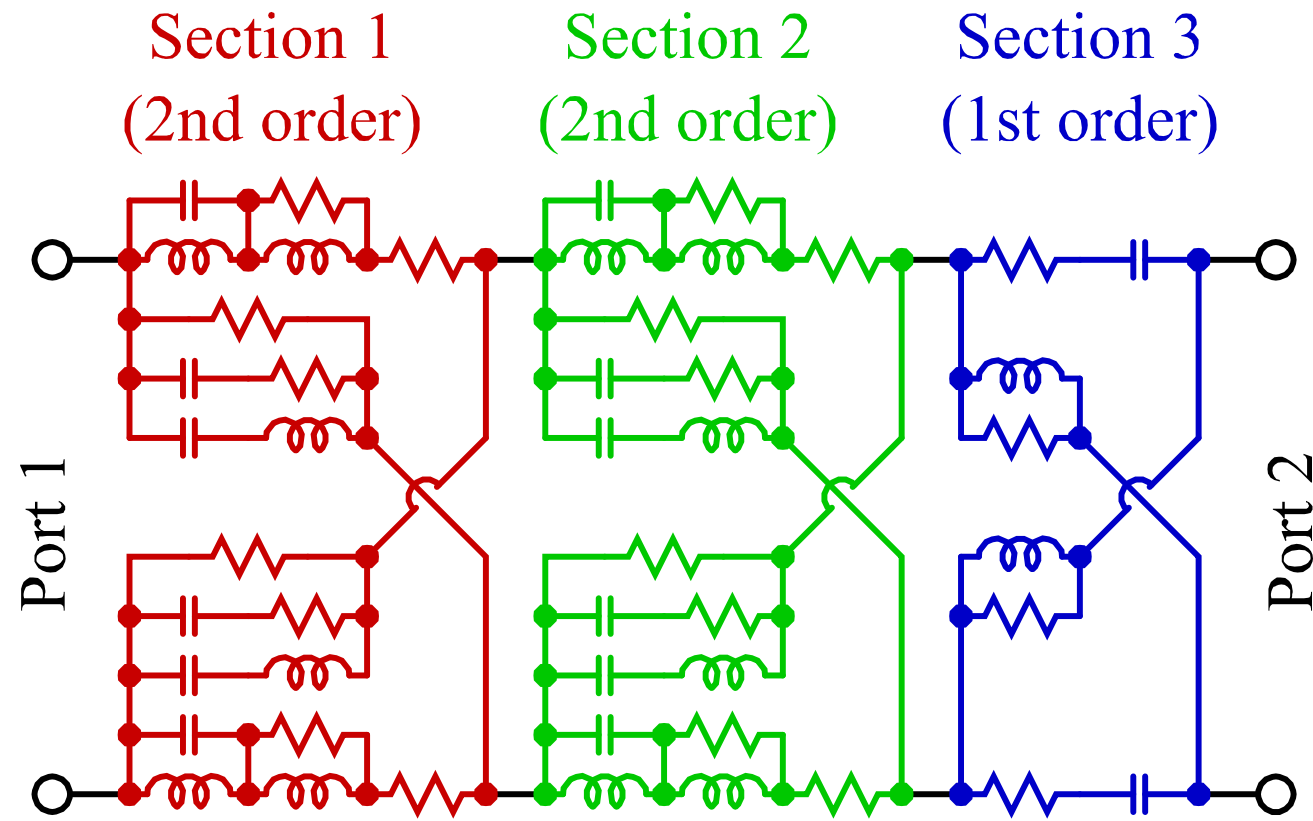 Section 1
(2nd order)
Section 2
(2nd order)
Section 3
(1st order)
Port 1
Port 2